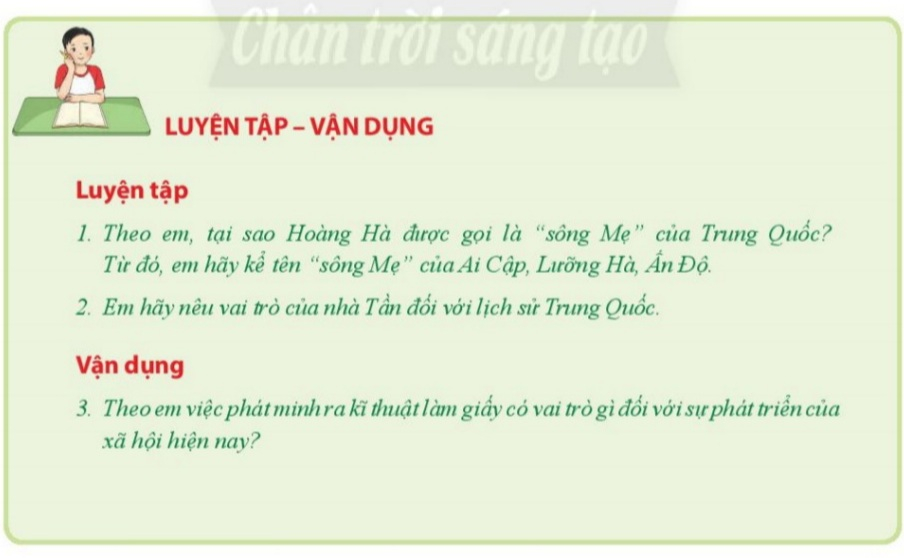 Chân trời sáng tạo
LUYỆN TẬP – VẬN DỤNG
Luyện tập
1. Theo em, tại sao Hoàng Hà được gọi là “sông Mẹ” của Trung Quốc?
Từ đó, em hãy kể tên “sông Mẹ” của Ai Cập, Lưỡng Hà, Ấn Độ.
2. Em hãy nêu vai trò của nhà Tần đối với lịch sử Trung Quốc.
Vận dụng
3. Theo em việc phát minh ra kĩ thuật làm giấy có vai trò gì đối với sự phát triển của
xã hội hiện nay?